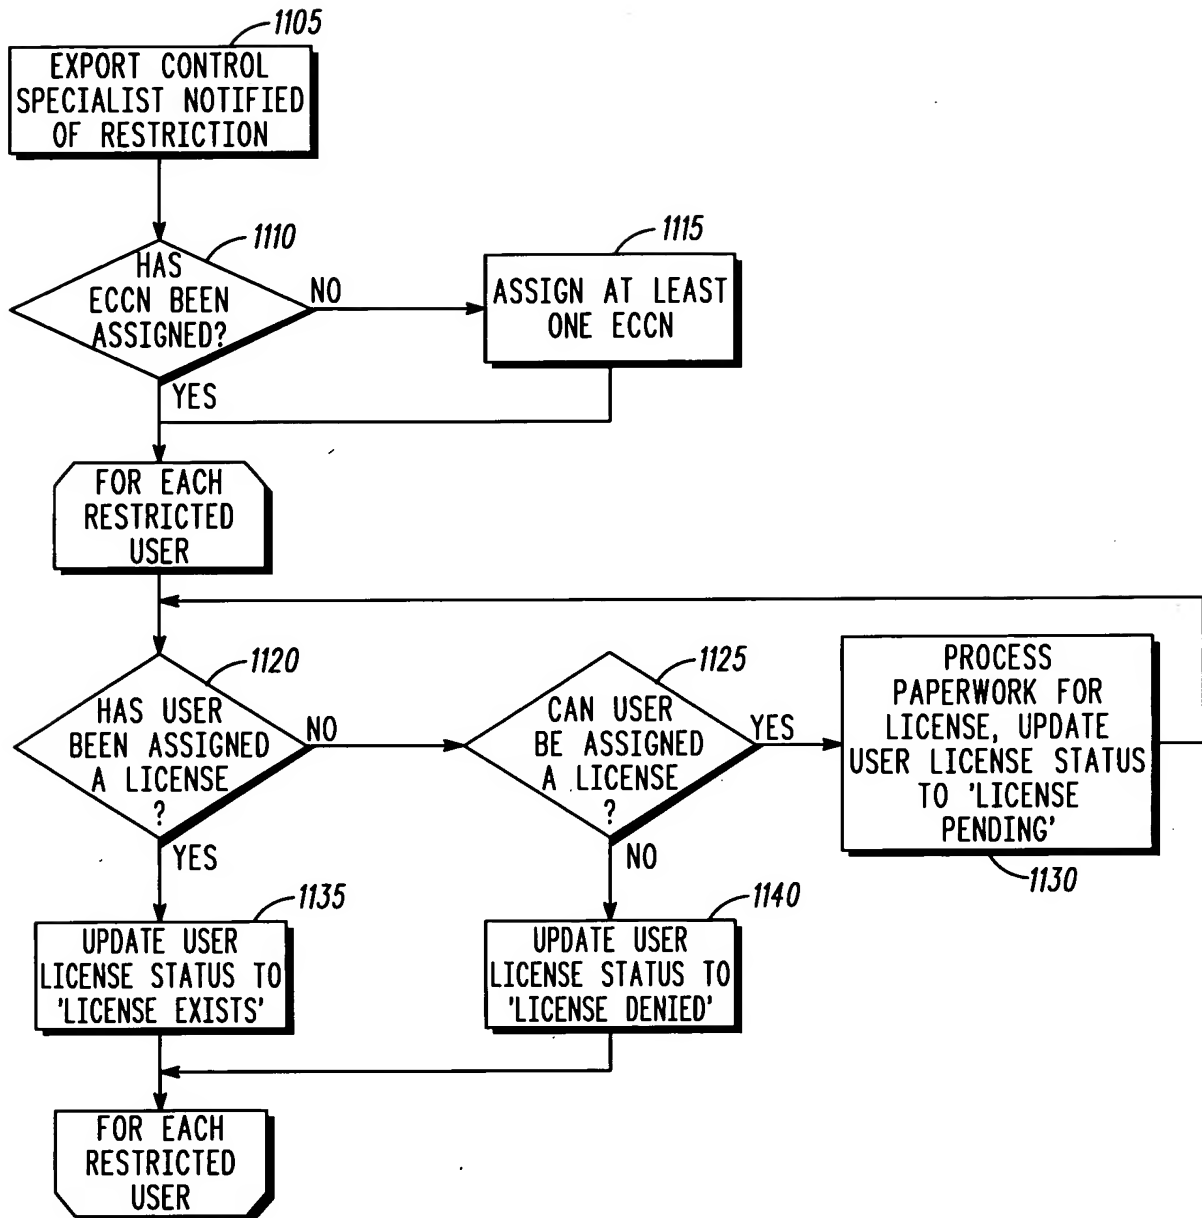 1105
EXPORT CONTROL
SPECIALIST NOTIFIED
OF RESTRICTION
1110
HAS
ECCN BEEN
ASSIGNED?
NO
YES
1115
ASSIGN AT LEAST
ONE ECCN
FOR EACH
RESTRICTED
USER
1120
HAS USER
BEEN ASSIGNED
A LICENSE
?
NO
YES
1125
CAN USER
BE ASSIGNED
A LICENSE
?
YES
NO
PROCESS
PAPERWORK FOR
LICENSE, UPDATE
USER LICENSE STATUS
TO 'LICENSE
PENDING'
1130
1135
UPDATE USER
LICENSE STATUS TO
'LICENSE EXISTS'
1140
UPDATE USER
LICENSE STATUS TO
'LICENSE DENIED'
FOR EACH
RESTRICTED
USER